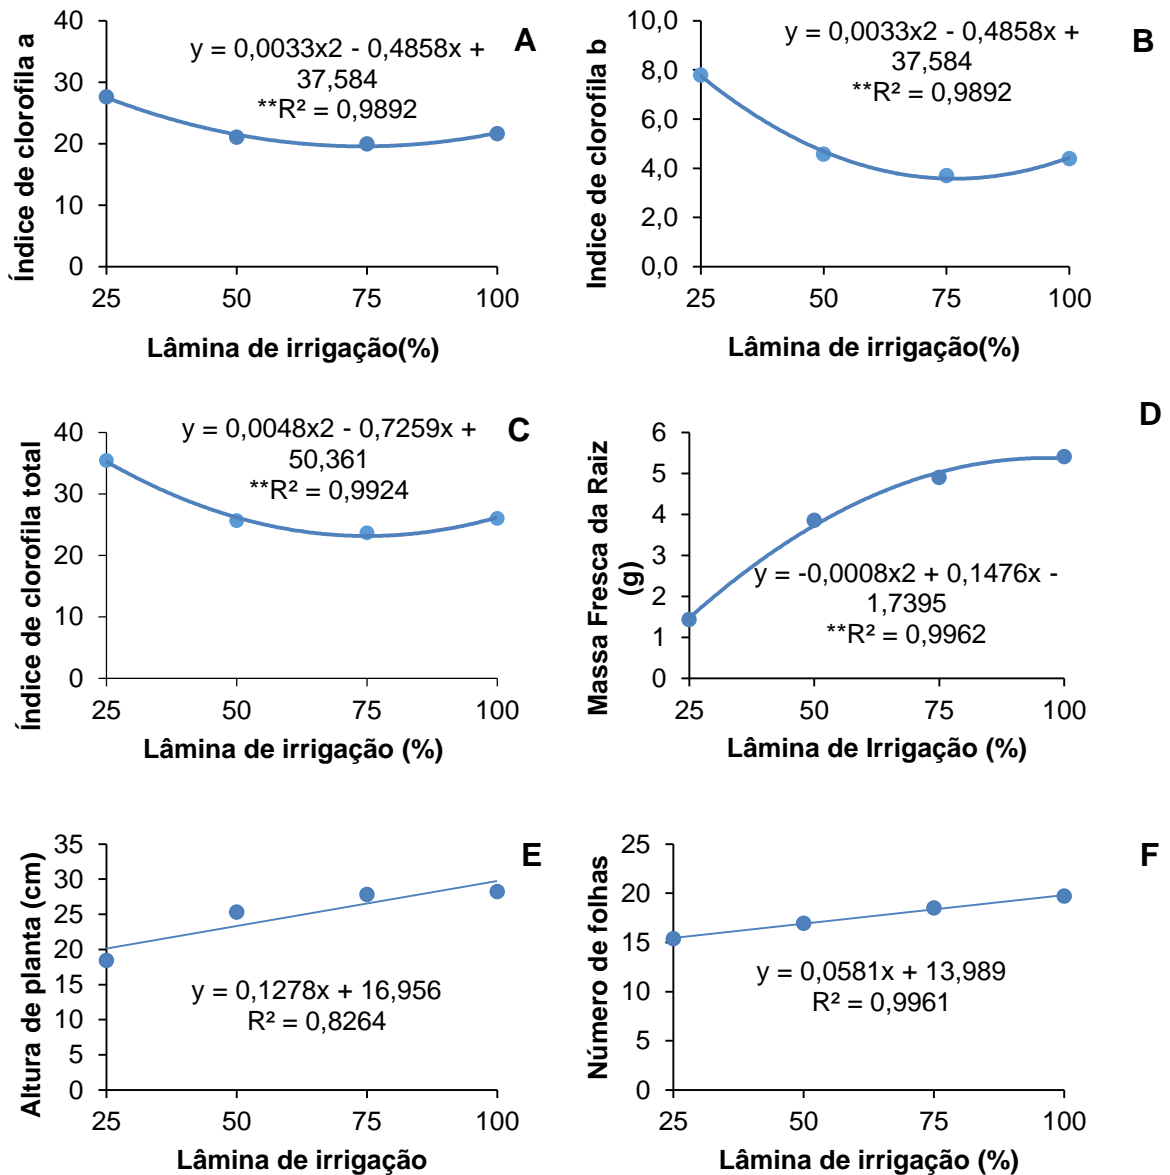 Índice de clorofila a
40
30
20
10
0
25 50 75 100
Lâmina de irrigação(%)
y = 0,0033x2 - 0,4858x +
37,584
**R² = 0,9892
A
Indice de clorofila b
10,0
8,0
6,0
4,0
2,0
0,0
25 50 75 100
Lâmina de irrigação(%)
y = 0,0033x2 - 0,4858x +
37,584
**R² = 0,9892
B
Índice de clorofila total
40
30
20
10
0
25 50 75 100
Lâmina de irrigação (%)
y = 0,0048x2 - 0,7259x +
50,361
**R² = 0,9924
C
Massa Fresca da Raiz
(g)
6
5
4
3
2
1
0
25 50 75 100
Lâmina de Irrigação (%)
y = -0,0008x2 + 0,1476x -
1,7395
**R² = 0,9962
D
Altura de planta (cm)
35
30
25
20
15
10
5
0
25 50 75 100
Lâmina de irrigação
y = 0,1278x + 16,956
R² = 0,8264
E
Número de folhas
25
20
15
10
5
0
25 50 75 100
Lâmina de irrigação (%)
y = 0,0581x + 13,989
R² = 0,9961
F